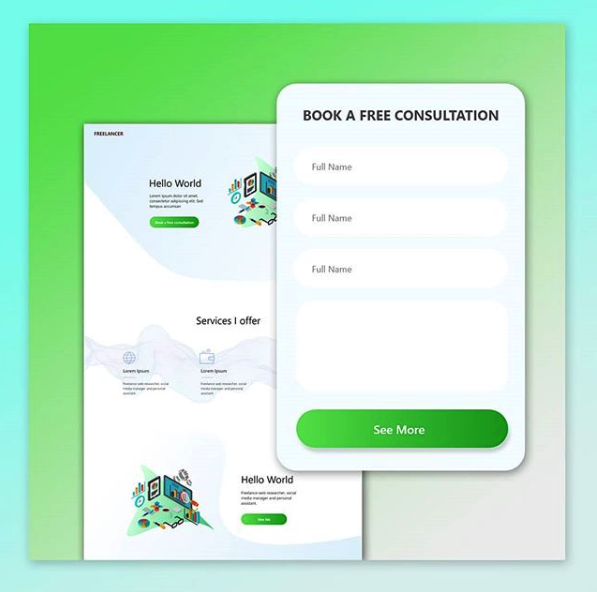 FREELANCER
Hello World
Lorem ipsum dolor sit amet,
consectetur adipiscing elit. Sed
tempus accumsan
Book a free consultation
Services I offer
Lorem Ipsum
Freelance web researcher, social
media manager and personal
assistant.
Lorem Ipsum
Freelance web researcher, social
media manager and personal
assistant.
Hello World
Freelance web researcher, social
media manager and personal
assistant.
BOOK A FREE CONSULTATION
Full Name
Full Name
Full Name
See More